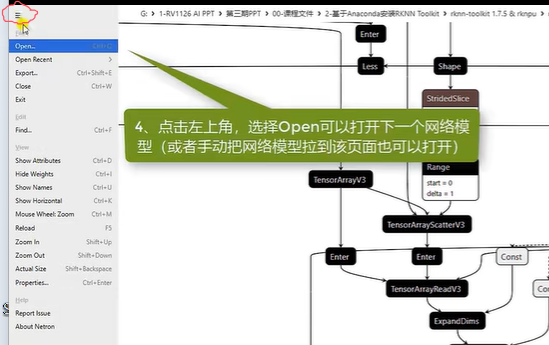 G: > 1-RV1126 AI PPT > 第三期PPT > 00-课程文件 > 2-基于Anaconda安装RKNN Toolkit > rknn-toolkit 1.7.5 & rknpu >
File
Open... Ctrl+O
Open Recent
Export... Ctrl+Shift+E
Close Ctrl+W
Exit
Edit
Find... Ctrl+F
View
Show Attributes Ctrl+D
Hide Weights Ctrl+I
Show Names Ctrl+U
Show Horizontal Ctrl+K
Mouse Wheel: Zoom Ctrl+M
Reload F5
Zoom In Shift+Up
Zoom Out Shift+Down
Actual Size Shift+Backspace
Properties... Ctrl+Enter
Help
Report Issue
About Netron
4、点击左上角，选择Open可以打开下一个网络模
型（或者手动把网络模型拉到该页面也可以打开）
Enter
Less
Shape
StridedSlice
Range
start = 0
delta = 1
TensorArrayV3
TensorArrayScatterV3
Enter
Enter
Const
TensorArrayReadV3
ExpandDims